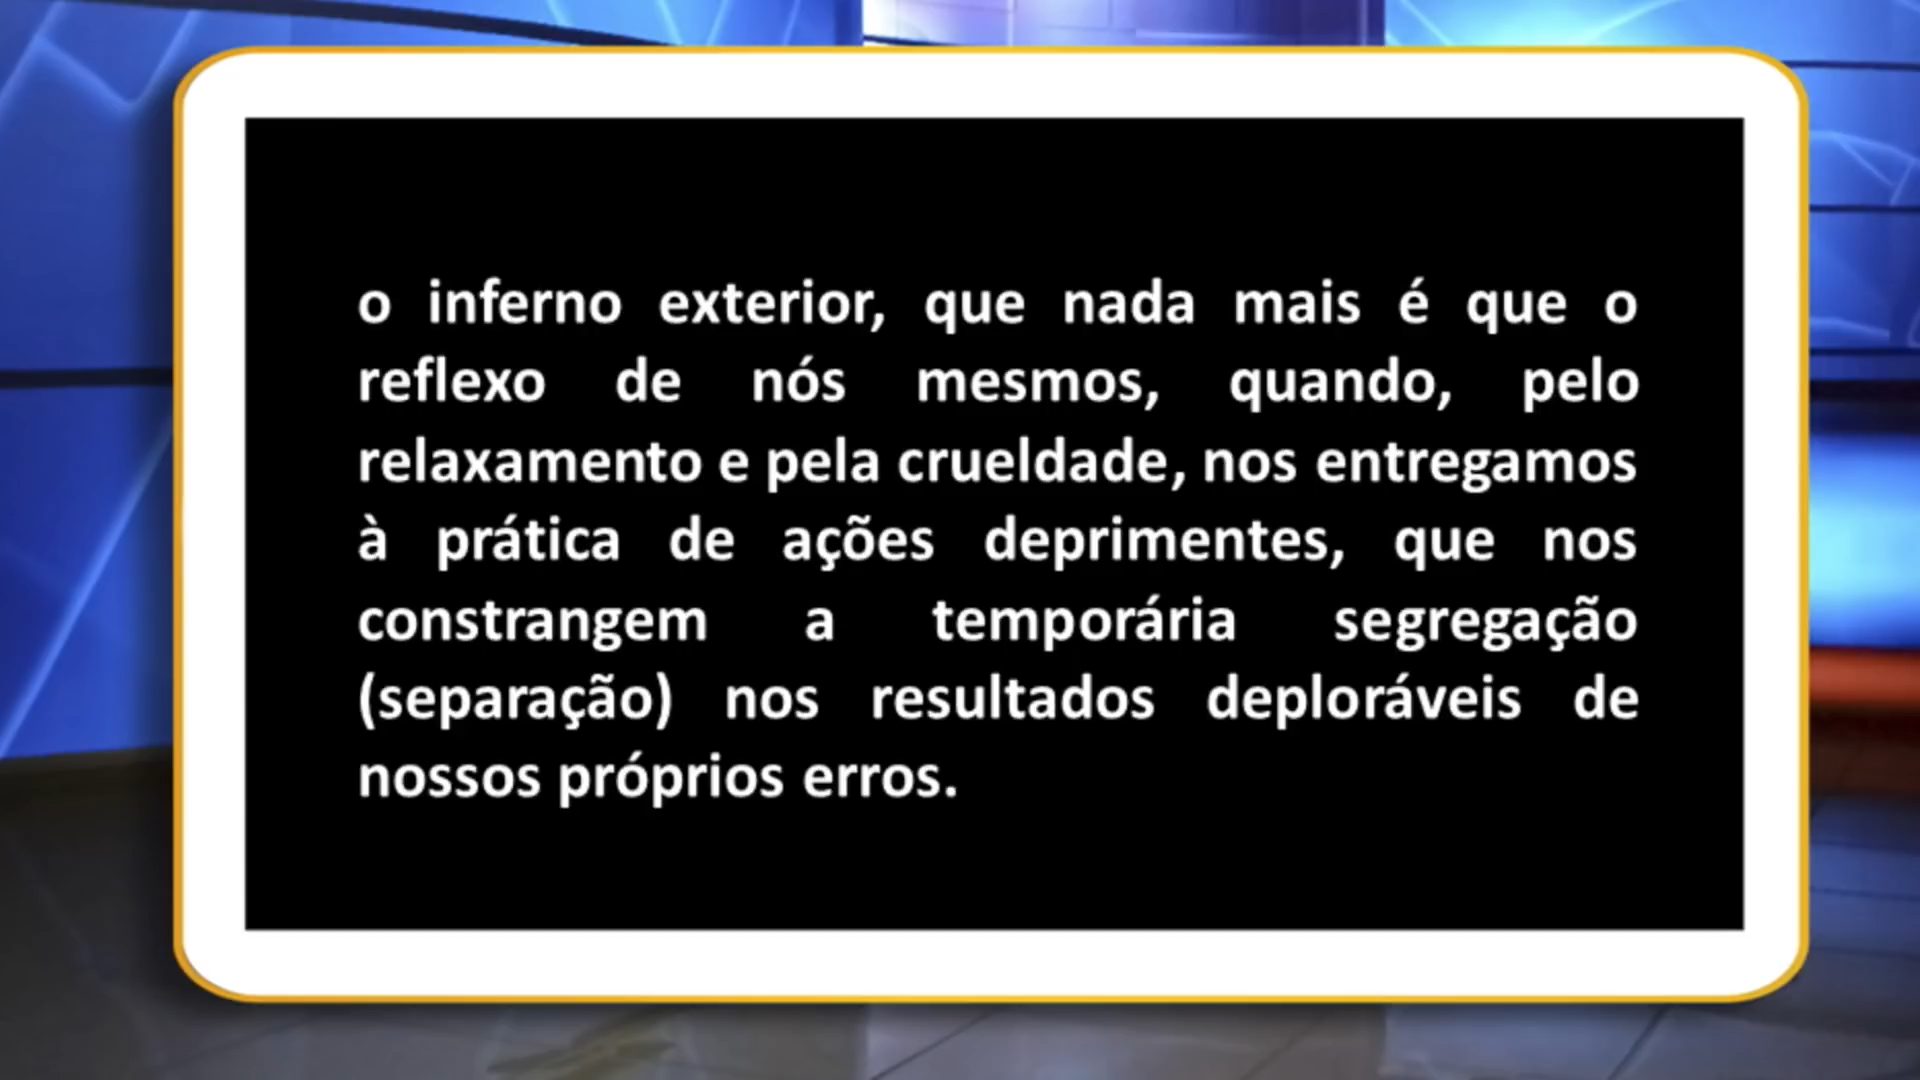 o inferno exterior, que nada mais é que o
reflexo de nós mesmos, quando, pelo
relaxamento e pela crueldade, nos entregamos
à prática de ações deprimentes, que nos
constrangem a temporária segregação
(separação) nos resultados deploráveis de
nossos próprios erros.